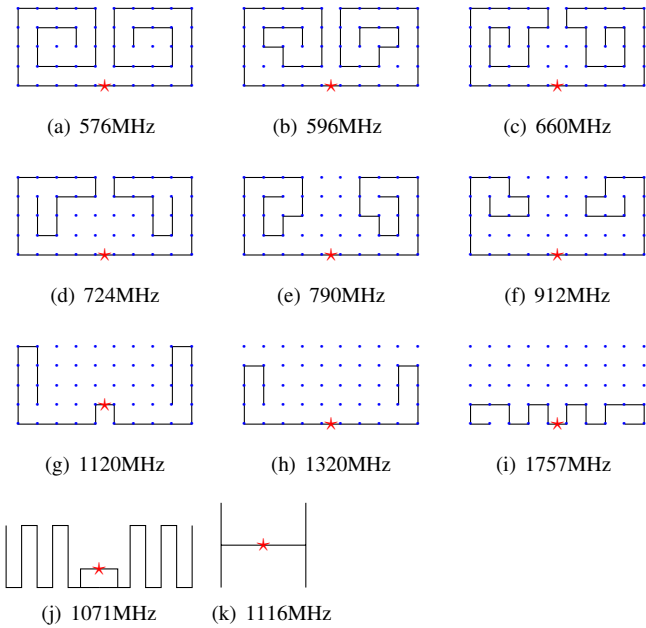 (a) 576MHz
(b) 596MHz
(c) 660MHz
(d) 724MHz
(e) 790MHz
(f) 912MHz
(g) 1120MHz
(h) 1320MHz
(i) 1757MHz
(j) 1071MHz
(k) 1116MHz